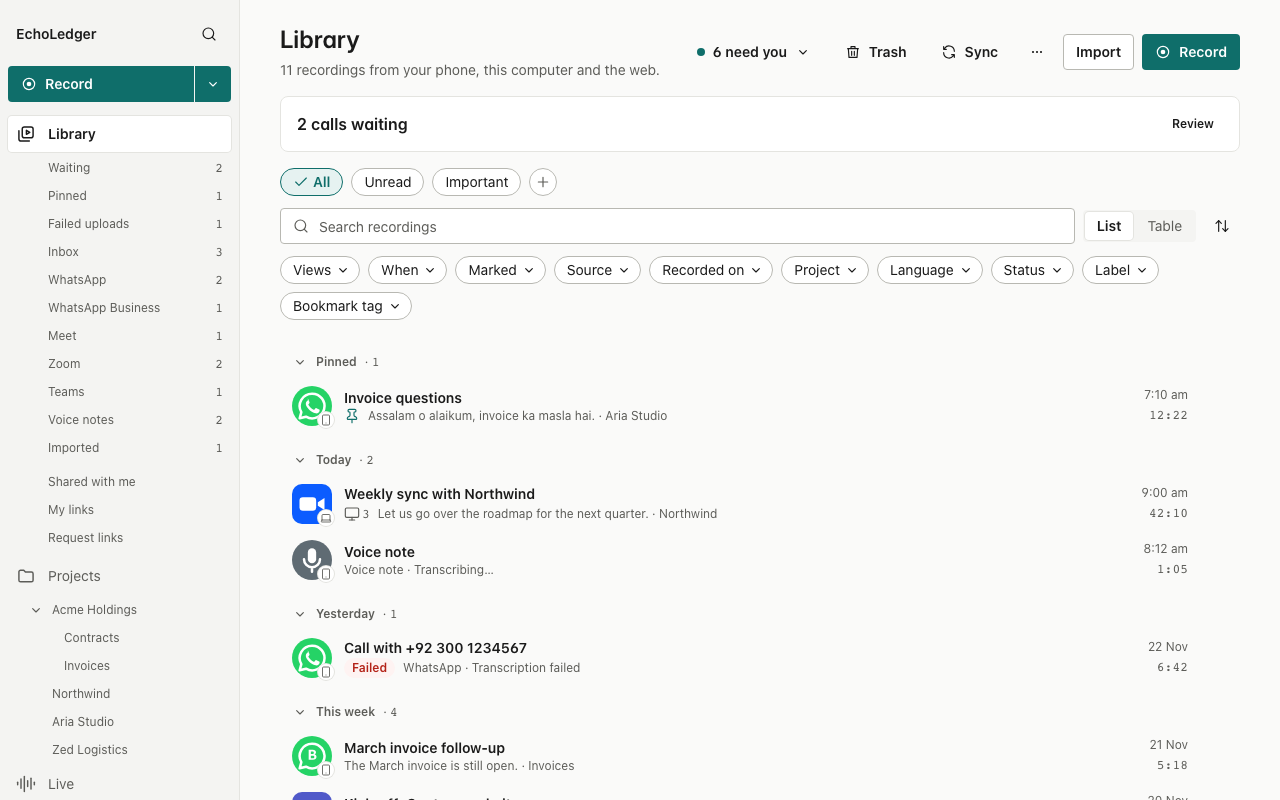 EchoLedger
Record
Library
Waiting 2
Pinned 1
Failed uploads 1
Inbox 3
WhatsApp 2
WhatsApp Business 1
Meet 1
Zoom 2
Teams 1
Voice notes 2
Imported 1
Shared with me
My links
Request links
Projects
Acme Holdings
Contracts
Invoices
Northwind
Aria Studio
Zed Logistics
Live
Library
11 recordings from your phone, this computer and the web.
6 need you
Trash
Sync
Import
Record
2 calls waiting
Review
All
Unread
Important
Search recordings
List
Table
Views
When
Marked
Source
Recorded on
Project
Language
Status
Label
Bookmark tag
Pinned · 1
Invoice questions 7:10 am
Assalam o alaikum, invoice ka masla hai. · Aria Studio 12:22
Today · 2
Weekly sync with Northwind 9:00 am
3 Let us go over the roadmap for the next quarter. · Northwind 42:10
Voice note 8:12 am
Voice note · Transcribing… 1:05
Yesterday · 1
Call with +92 300 1234567 22 Nov
Failed WhatsApp · Transcription failed 6:42
This week · 4
B
March invoice follow-up 21 Nov
The March invoice is still open. · Invoices 5:18